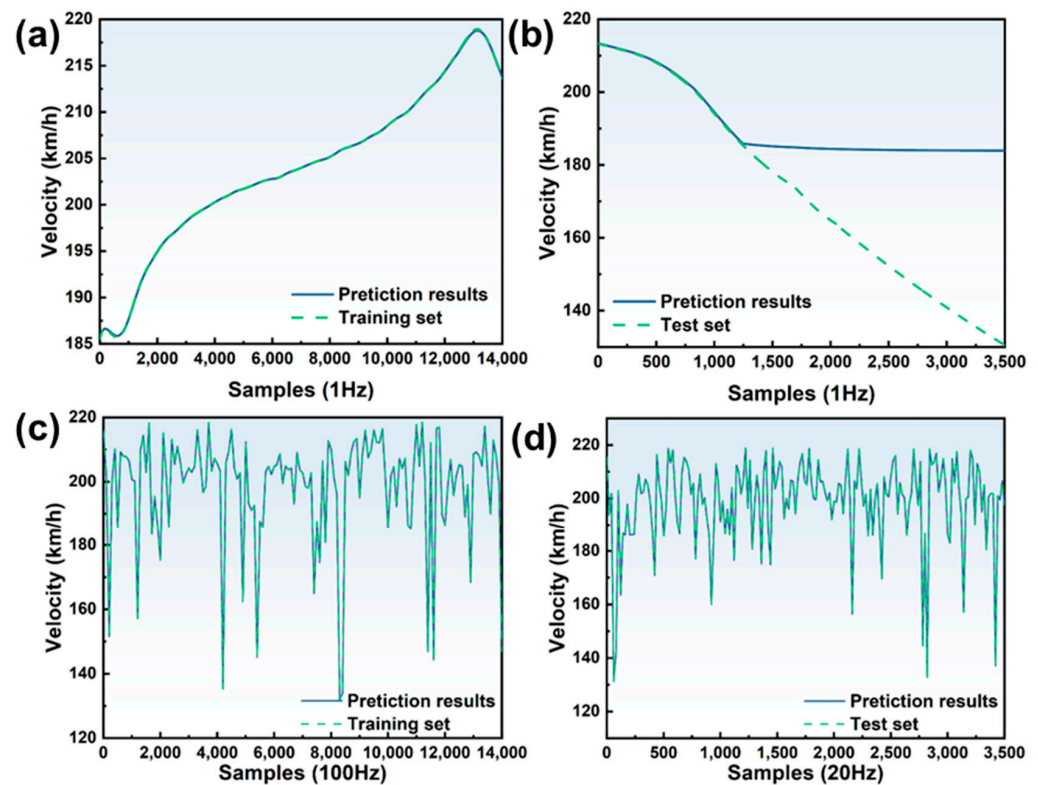 (a)
220
215
210
205
200
195
190
185
Velocity (km/h)
Pretiction results
Training set
0 2,000 4,000 6,000 8,000 10,000 12,000 14,000
Samples (1Hz)
(b)
220
200
180
160
140
Velocity (km/h)
Pretiction results
Test set
0 500 1,000 1,500 2,000 2,500 3,000 3,500
Samples (1Hz)
(c)
220
200
180
160
140
120
Velocity (km/h)
Pretiction results
Training set
0 2,000 4,000 6,000 8,000 10,000 12,000 14,000
Samples (100Hz)
(d)
220
210
200
190
180
170
160
150
140
130
120
110
Velocity (km/h)
Pretiction results
Test set
0 500 1,000 1,500 2,000 2,500 3,000 3,500
Samples (20Hz)